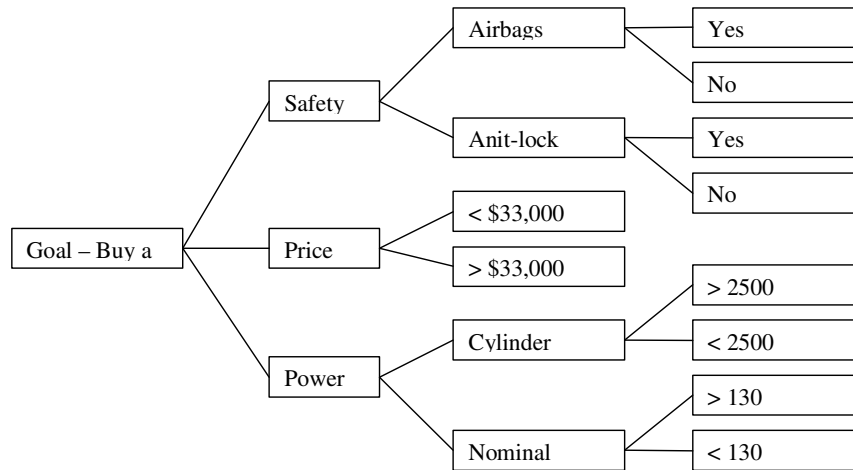 Goal – Buy a
Safety
Airbags
Yes
No
Anit-lock
Yes
No
Price
< $33,000
> $33,000
Power
Cylinder
> 2500
< 2500
Nominal
> 130
< 130